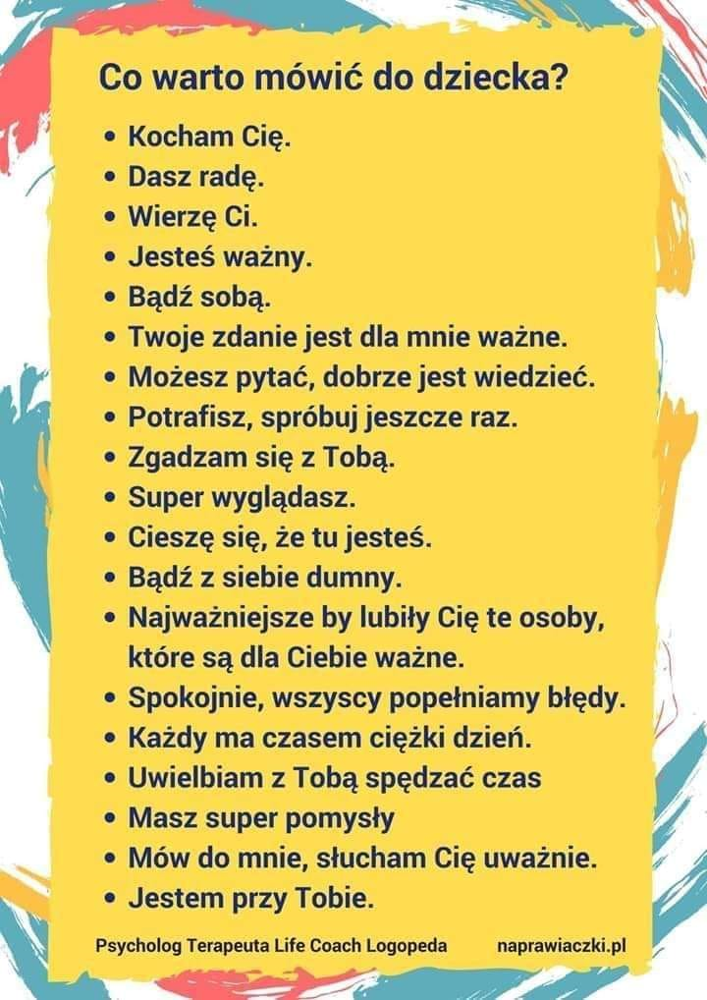 Co warto mówić do dziecka?
• Kocham Cię.
• Dasz radę.
• Wierzę Ci.
• Jesteś ważny.
• Bądź sobą.
• Twoje zdanie jest dla mnie ważne.
• Możesz pytać, dobrze jest wiedzieć.
• Potrafisz, spróbuj jeszcze raz.
• Zgadzam się z Tobą.
• Super wyglądasz.
• Cieszę się, że tu jesteś.
• Bądź z siebie dumny.
• Najważniejsze by lubiły Cię te osoby,
które są dla Ciebie ważne.
• Spokojnie, wszyscy popełniamy błędy.
• Każdy ma czasem ciężki dzień.
• Uwielbiam z Tobą spędzać czas
• Masz super pomysły
• Mów do mnie, słucham Cię uważnie.
• Jestem przy Tobie.
Psycholog Terapeuta Life Coach Logopeda naprawiaczki.pl